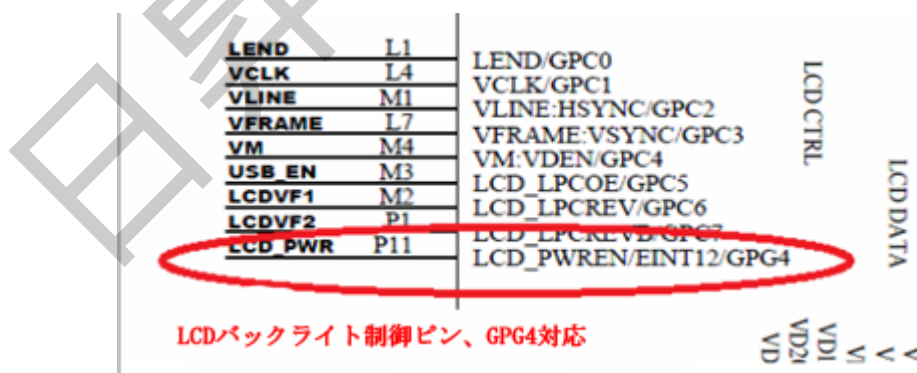 LEND L1 LEND/GPC0
VCLK L4 VCLK/GPC1
VLINE M1 VLINE:HSYNC/GPC2
VFRAME L7 VFRAME:VSYNC/GPC3
VM M4 VM:VDEN/GPC4
USB_EN M3 LCD_LPCOE/GPC5
LCDVF1 M2 LCD_LPCREV/GPC6
LCDVF2 P1 LCD_LPCREVB/GPC7
LCD_PWR P11 LCD_PWREN/EINT12/GPG4
LCD CTRL
LCD DATA
LCDバックライト制御ピン、GPG4対応